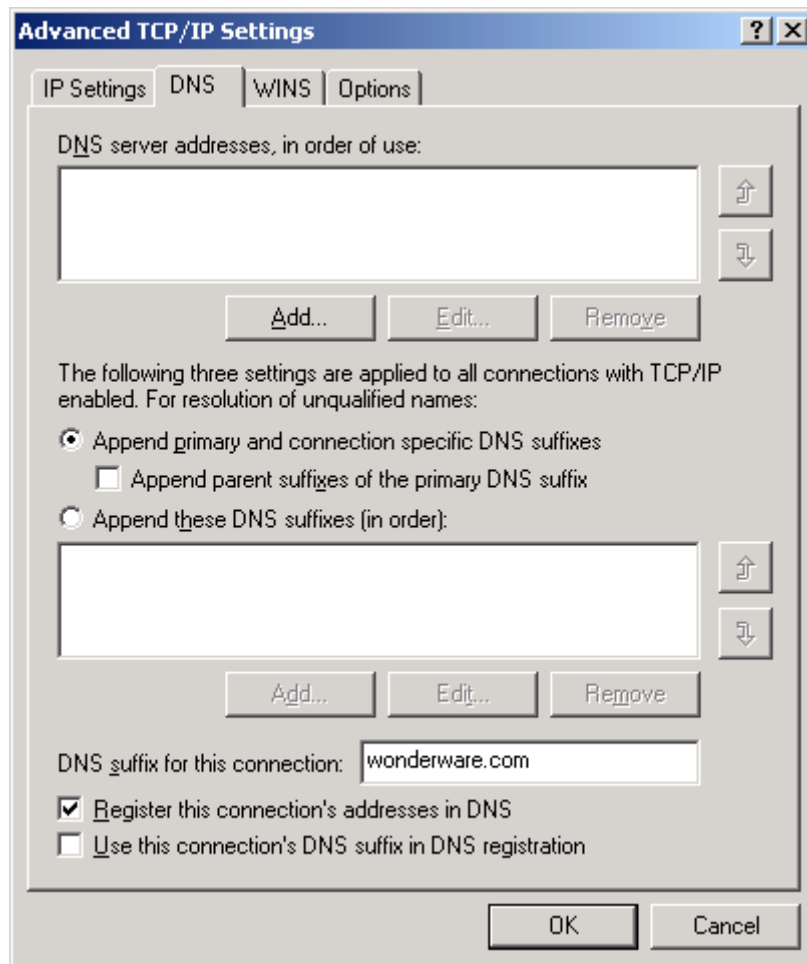 Advanced TCP/IP Settings
IP Settings DNS WINS Options
DNS server addresses, in order of use:
Add... Edit... Remove
The following three settings are applied to all connections with TCP/IP
enabled. For resolution of unqualified names:
Append primary and connection specific DNS suffixes
Append parent suffixes of the primary DNS suffix
Append these DNS suffixes (in order):
Add... Edit... Remove
DNS suffix for this connection: wonderware.com
Register this connection's addresses in DNS
Use this connection's DNS suffix in DNS registration
OK Cancel